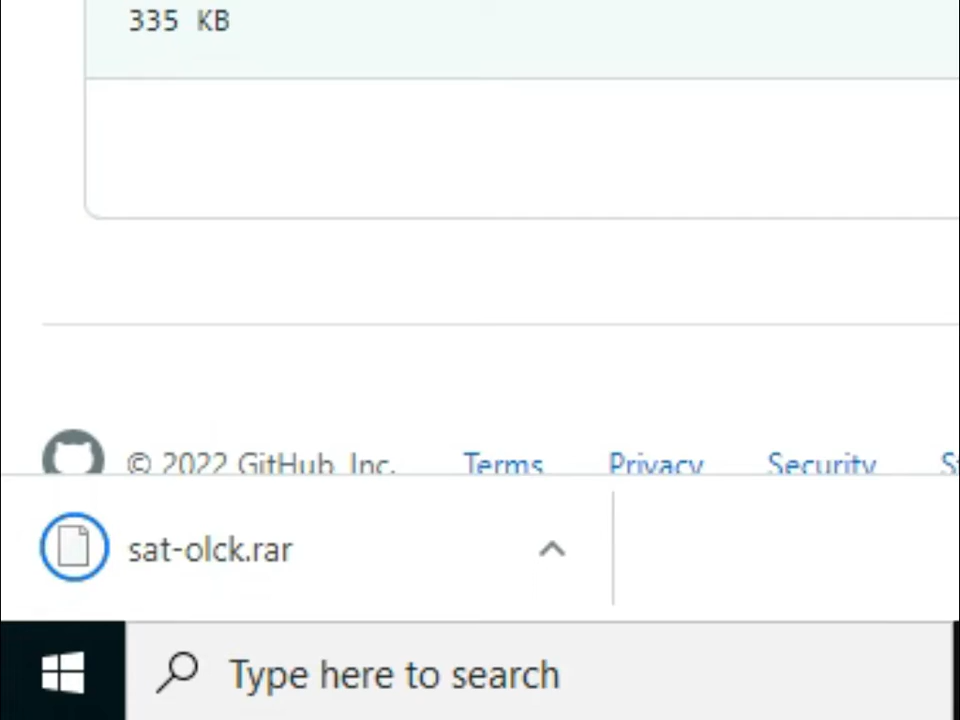 335 KB
© 2022 GitHub, Inc. Terms Privacy Security
sat-olck.rar
Type here to search